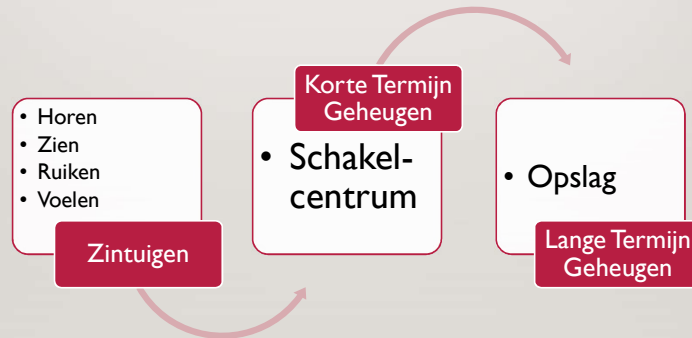 • Horen
• Zien
• Ruiken
• Voelen
Zintuigen
Korte Termijn
Geheugen
• Schakel-
centrum
• Opslag
Lange Termijn
Geheugen